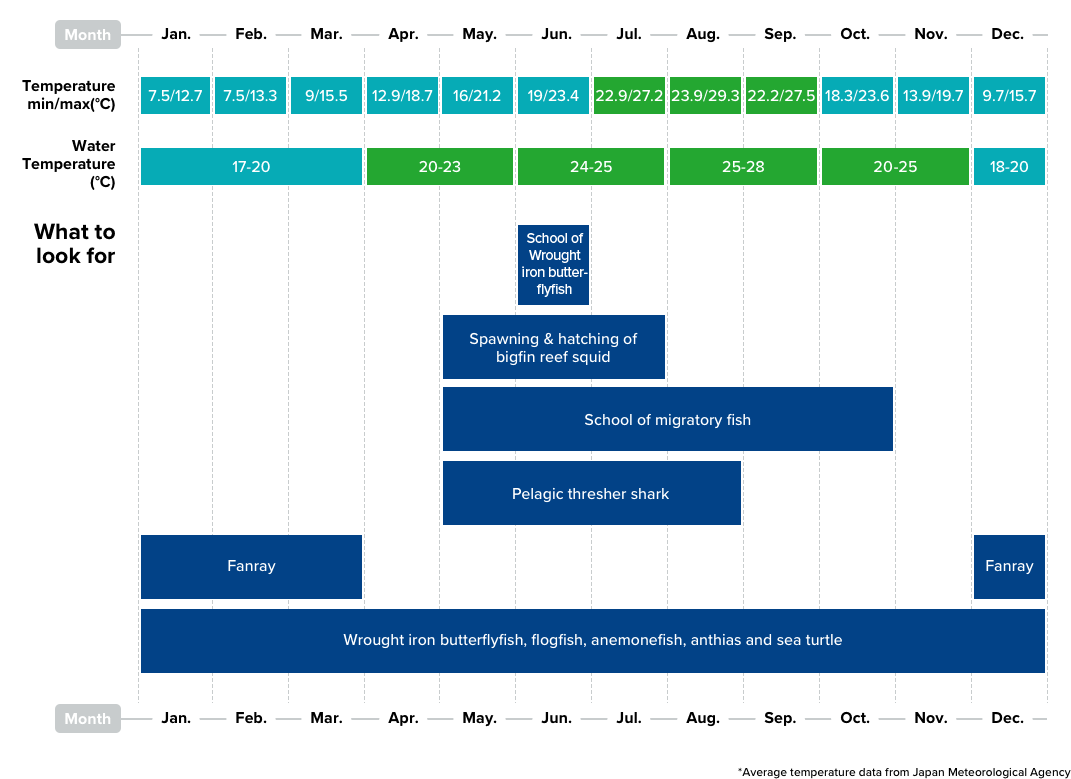 Month Jan. Feb. Mar. Apr. May. Jun. Jul. Aug. Sep. Oct. Nov. Dec.
Temperature
min/max(°C)
7.5/12.7 7.5/13.3 9/15.5 12.9/18.7 16/21.2 19/23.4 22.9/27.2 23.9/29.3 22.2/27.5 18.3/23.6 13.9/19.7 9.7/15.7
Water
Temperature
(°C)
17-20 20-23 24-25 25-28 20-25 18-20
What to
look for
School of
Wrought
iron butter-
flyfish
Spawning & hatching of
bigfin reef squid
School of migratory fish
Pelagic thresher shark
Fanray Fanray
Wrought iron butterflyfish, flogfish, anemonefish, anthias and sea turtle
Month Jan. Feb. Mar. Apr. May. Jun. Jul. Aug. Sep. Oct. Nov. Dec.
*Average temperature data from Japan Meteorological Agency